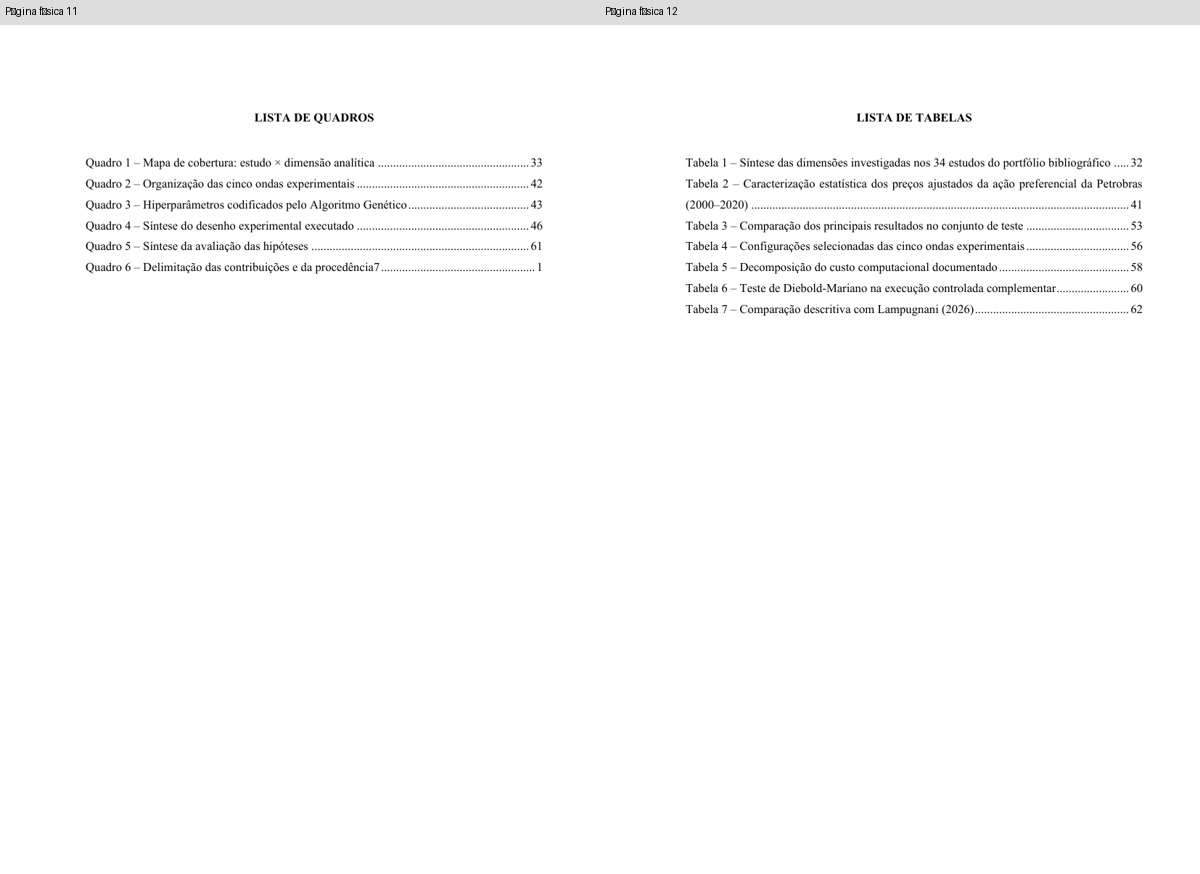 Página física 11
LISTA DE QUADROS
Quadro 1 – Mapa de cobertura: estudo × dimensão analítica ................................................. 33
Quadro 2 – Organização das cinco ondas experimentais ........................................................ 42
Quadro 3 – Hiperparâmetros codificados pelo Algoritmo Genético ....................................... 43
Quadro 4 – Síntese do desenho experimental executado ........................................................ 46
Quadro 5 – Síntese da avaliação das hipóteses ....................................................................... 61
Quadro 6 – Delimitação das contribuições e da procedência7 .................................................. 1
Página física 12
LISTA DE TABELAS
Tabela 1 – Síntese das dimensões investigadas nos 34 estudos do portfólio bibliográfico ..... 32
Tabela 2 – Caracterização estatística dos preços ajustados da ação preferencial da Petrobras
(2000–2020) ........................................................................................................................... 41
Tabela 3 – Comparação dos principais resultados no conjunto de teste ................................. 53
Tabela 4 – Configurações selecionadas das cinco ondas experimentais ................................. 56
Tabela 5 – Decomposição do custo computacional documentado .......................................... 58
Tabela 6 – Teste de Diebold-Mariano na execução controlada complementar ....................... 60
Tabela 7 – Comparação descritiva com Lampugnani (2026) .................................................. 62